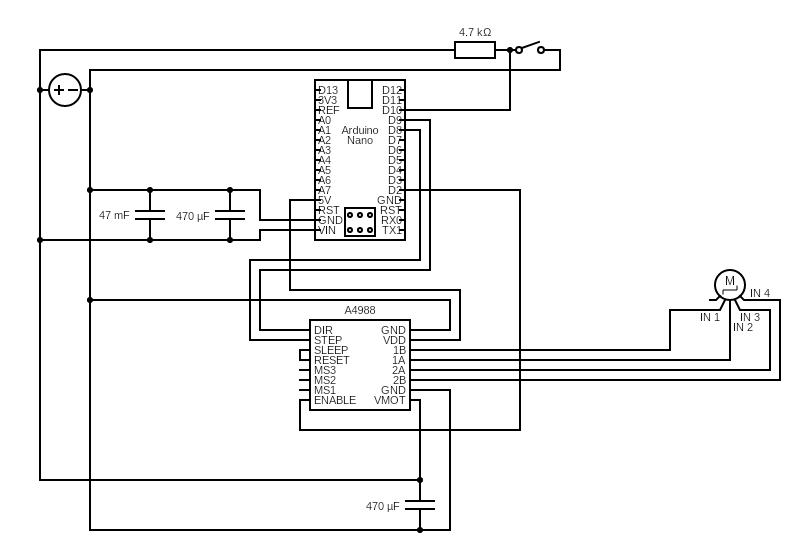 4.7 kΩ
D13 D12
3V3 D11
REF D10
A0 D9
A1 Arduino D8
A2 Nano D7
A3 D6
A4 D5
A5 D4
A6 D3
A7 D2
5V GND
RST RST
GND RX0
VIN TX1
47 mF
470 µF
M
IN 4
IN 1
IN 3
IN 2
A4988
DIR GND
STEP VDD
SLEEP 1B
RESET 1A
MS3 2A
MS2 2B
MS1 GND
ENABLE VMOT
470 µF